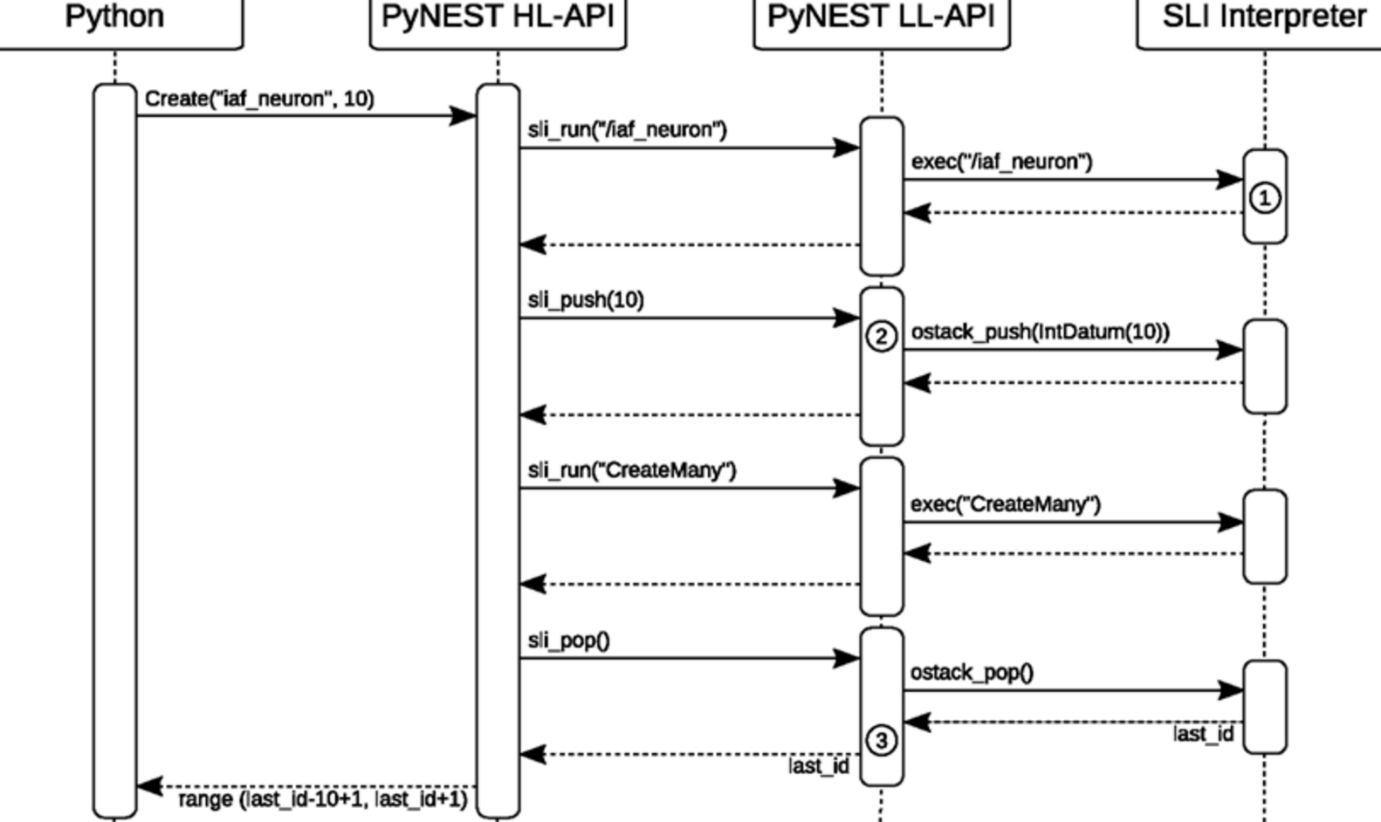 Python
PyNEST HL-API
PyNEST LL-API
SLI Interpreter
Create("iaf_neuron", 10)
sli_run("/iaf_neuron")
exec("/iaf_neuron")
1
sli_push(10)
2
ostack_push(IntDatum(10))
sli_run("CreateMany")
exec("CreateMany")
sli_pop()
ostack_pop()
last_id
3
last_id
range (last_id-10+1, last_id+1)